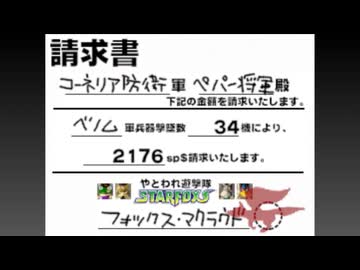 請求書
コーネリア防衛軍 ペパー将軍殿
下記の金額を請求いたします。
ベノム 軍兵器撃墜数 34機により、
2176sp$請求いたします。
やとわれ遊撃隊
STARFOX
フォックス・マクラウド